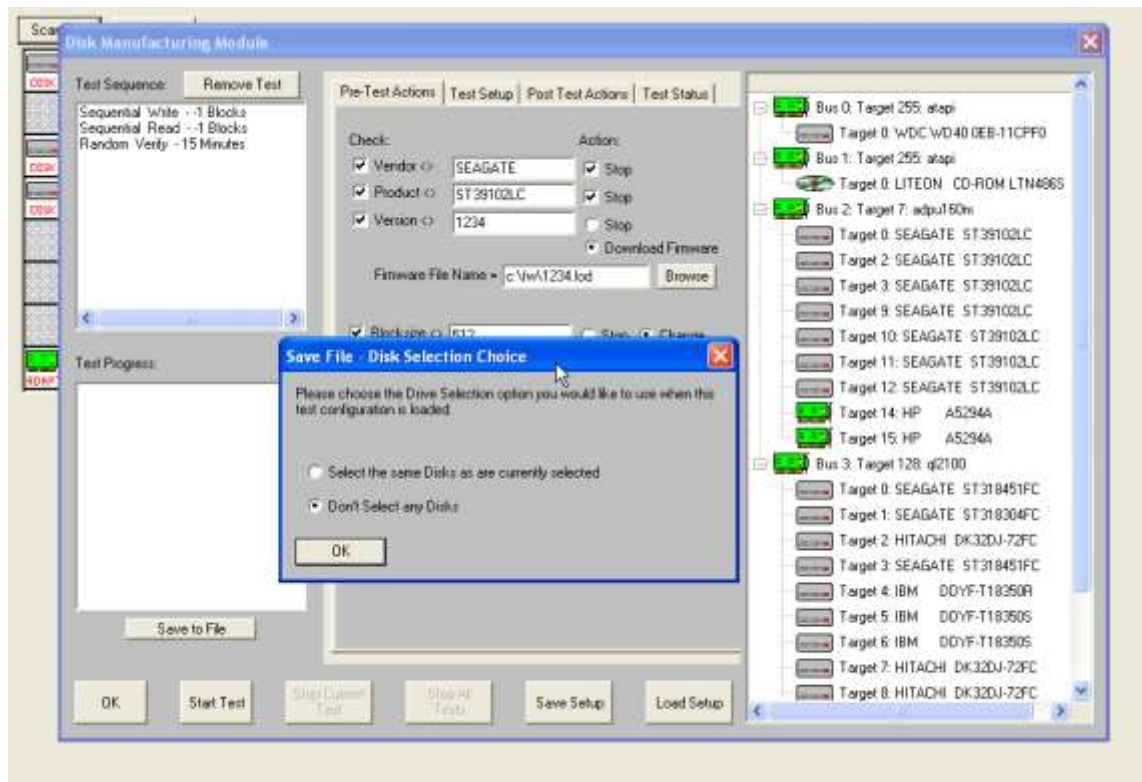 Disk Manufacturing Module
Test Sequence:
Remove Test
Sequential Write - -1 Blocks
Sequential Read - -1 Blocks
Random Verify - 15 Minutes
Test Progress:
Save to File
Pre-Test Actions
Test Setup
Post Test Actions
Test Status
Check:
Action:
Vendor <>
SEAGATE
Stop
Product <>
ST39102LC
Stop
Version <>
1234
Stop
Download Firmware
Firmware File Name =
c:\fw\1234.lod
Browse
Blocksize <>
512
Stop
Change
Save File - Disk Selection Choice
Please choose the Drive Selection option you would like to use when this
test configuration is loaded
Select the same Disks as are currently selected
Don't Select any Disks
OK
OK
Start Test
Stop Current
Test
Stop All
Tests
Save Setup
Load Setup
Bus 0: Target 255: atapi
Target 0: WDC WD40 0EB-11CPF0
Bus 1: Target 255: atapi
Target 0: LITEON CD-ROM LTN486S
Bus 2: Target 7: adpu160m
Target 0: SEAGATE ST39102LC
Target 2: SEAGATE ST39102LC
Target 3: SEAGATE ST39102LC
Target 9: SEAGATE ST39102LC
Target 10: SEAGATE ST39102LC
Target 11: SEAGATE ST39102LC
Target 12: SEAGATE ST39102LC
Target 14: HP A5294A
Target 15: HP A5294A
Bus 3: Target 128: ql2100
Target 0: SEAGATE ST318451FC
Target 1: SEAGATE ST318304FC
Target 2: HITACHI DK32DJ-72FC
Target 3: SEAGATE ST318451FC
Target 4: IBM DDYF-T18350R
Target 5: IBM DDYF-T18350S
Target 6: IBM DDYF-T18350S
Target 7: HITACHI DK32DJ-72FC
Target 8: HITACHI DK32DJ-72FC
DISK
DISK
DISK